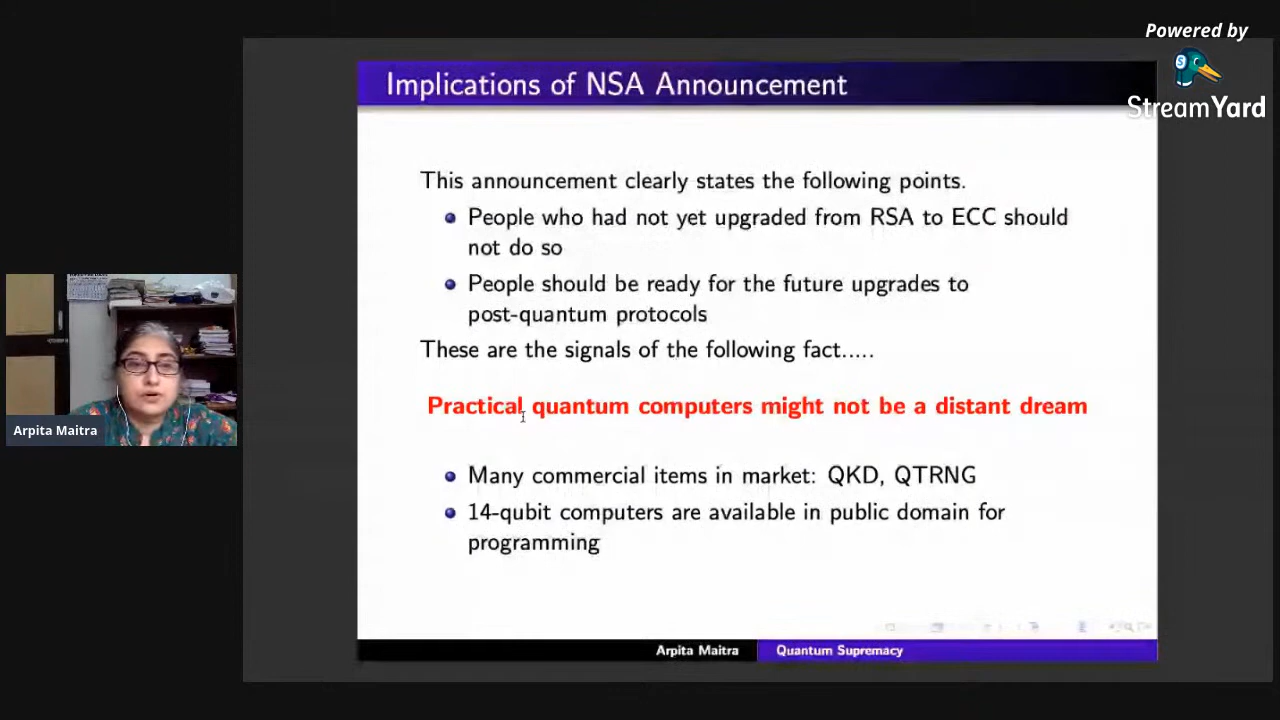 Powered by
StreamYard
Implications of NSA Announcement
This announcement clearly states the following points.
People who had not yet upgraded from RSA to ECC should
not do so
People should be ready for the future upgrades to
post-quantum protocols
These are the signals of the following fact.....
Practical quantum computers might not be a distant dream
Many commercial items in market: QKD, QTRNG
14-qubit computers are available in public domain for
programming
Arpita Maitra
Arpita Maitra
Quantum Supremacy